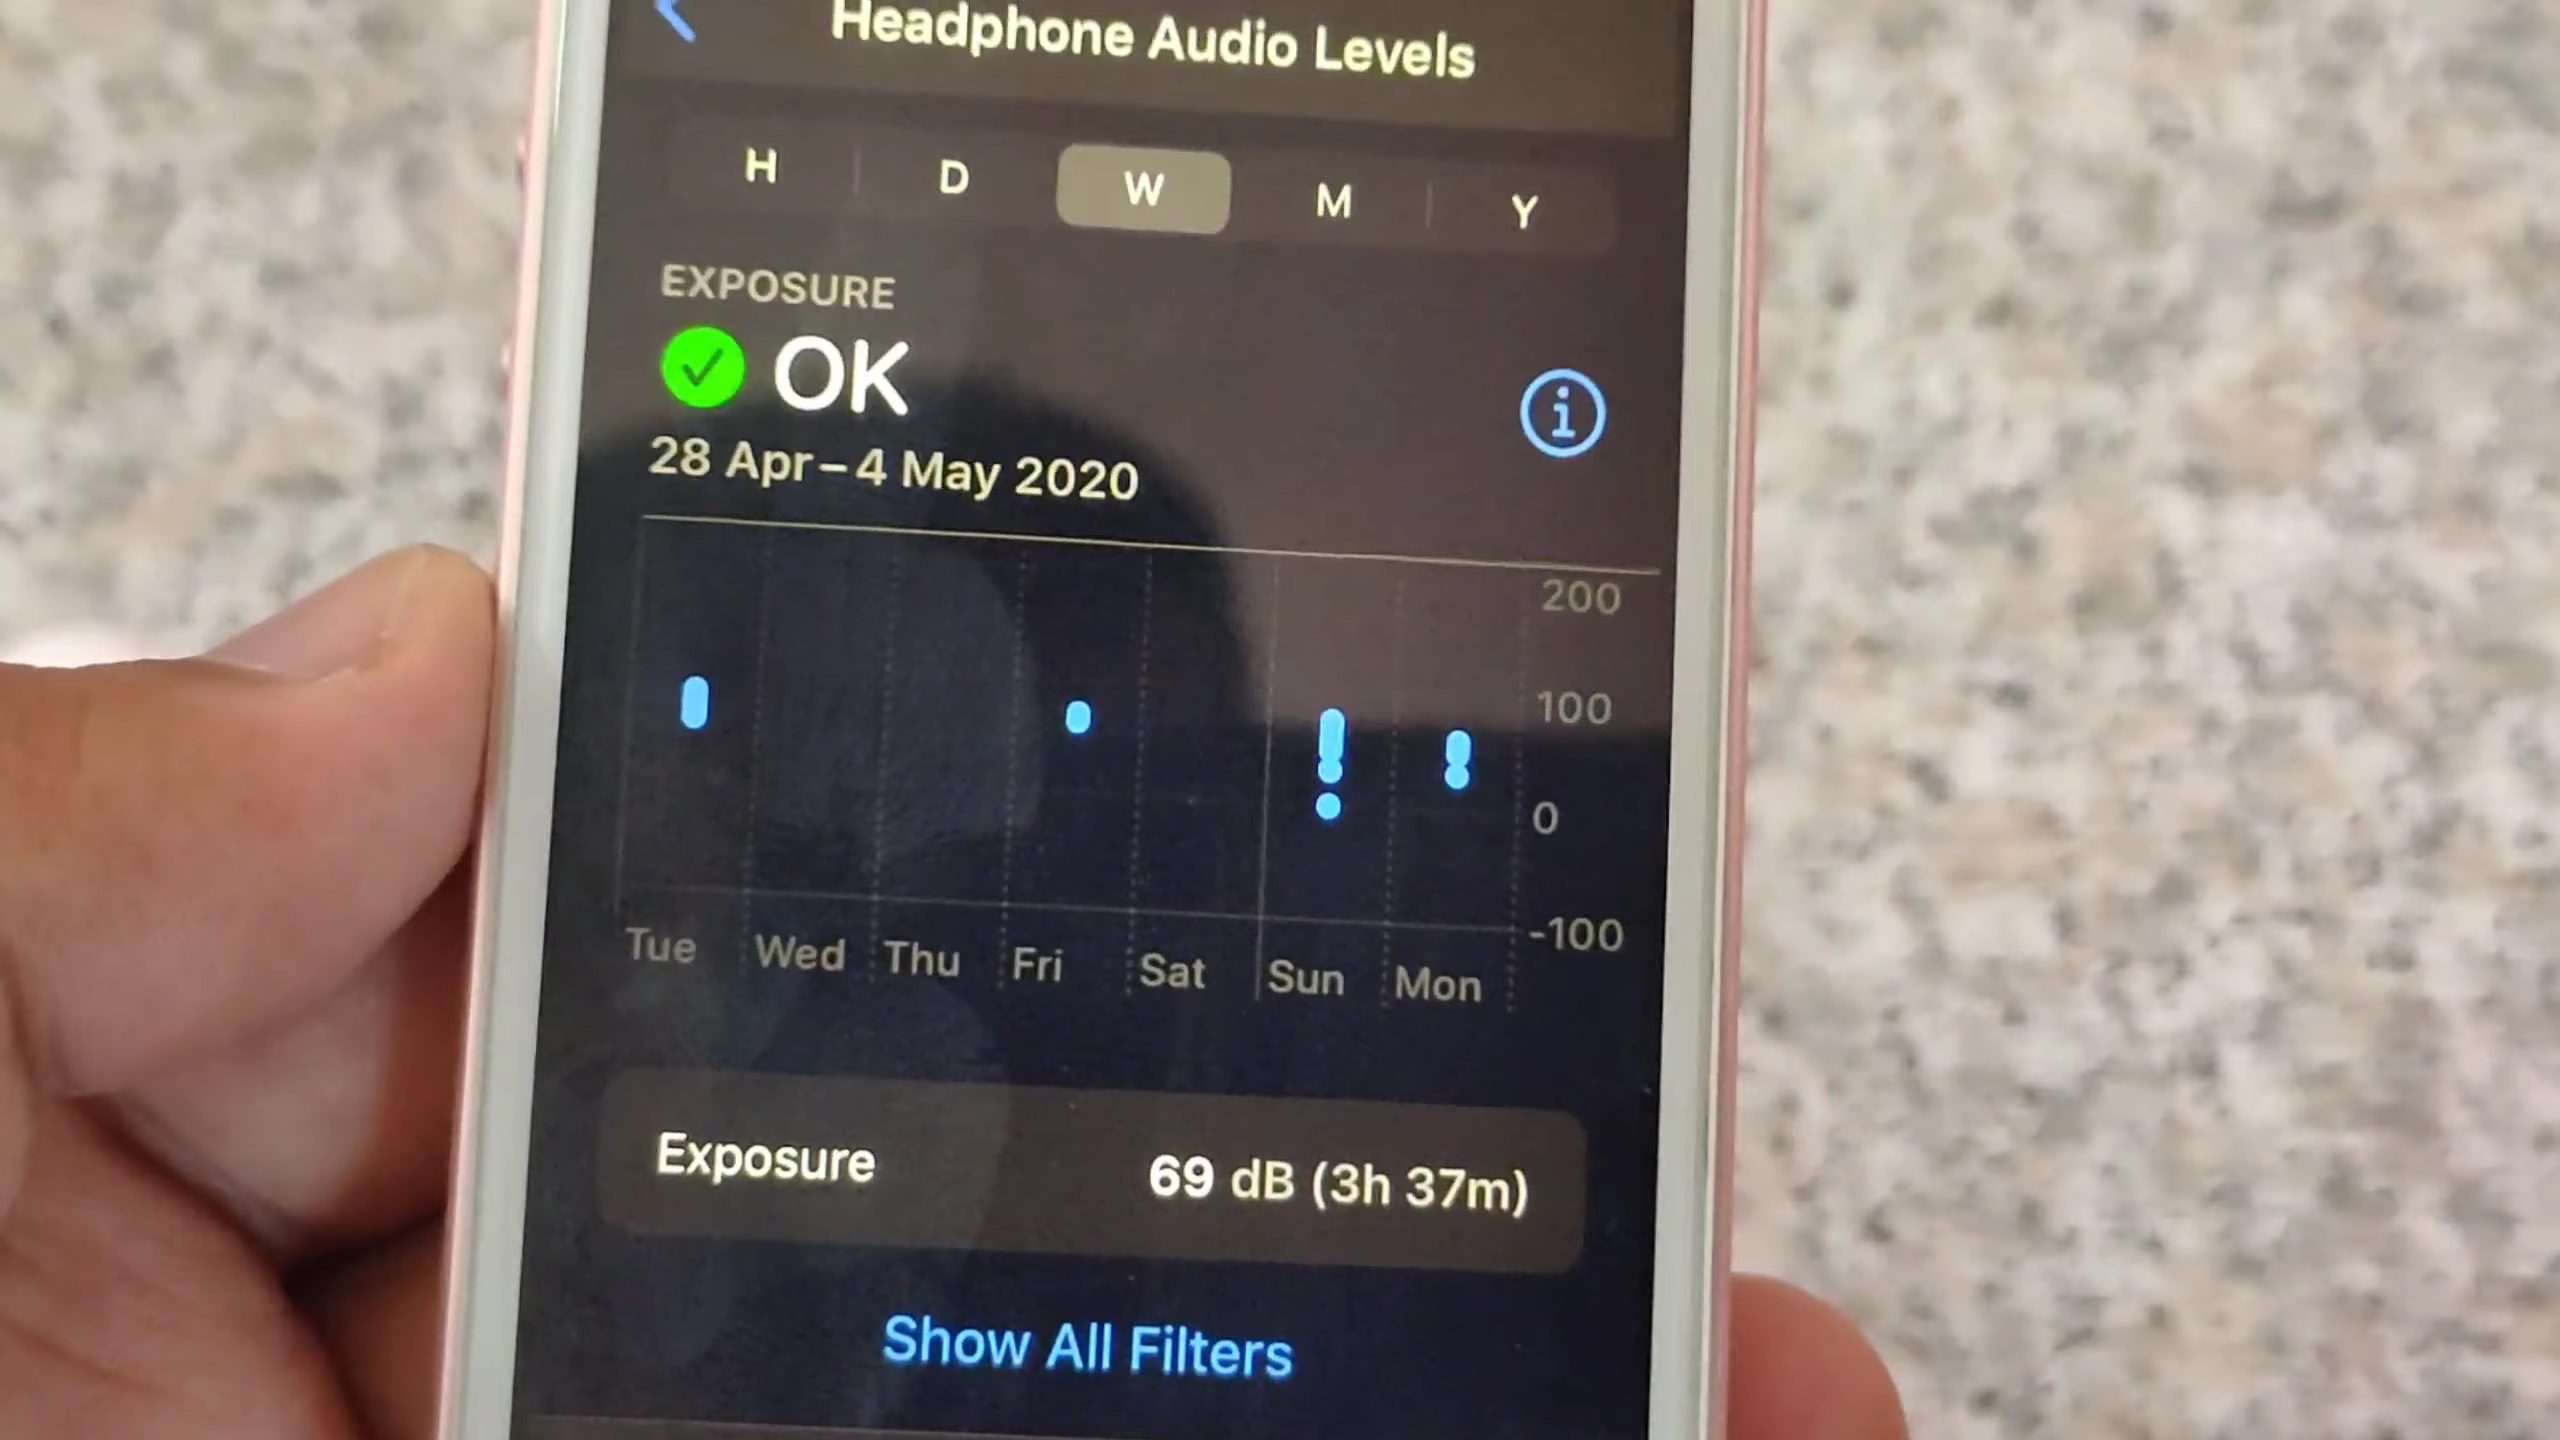 Headphone Audio Levels
H D W M Y
EXPOSURE
OK
28 Apr–4 May 2020
200
100
0
-100
Tue Wed Thu Fri Sat Sun Mon
Exposure 69 dB (3h 37m)
Show All Filters